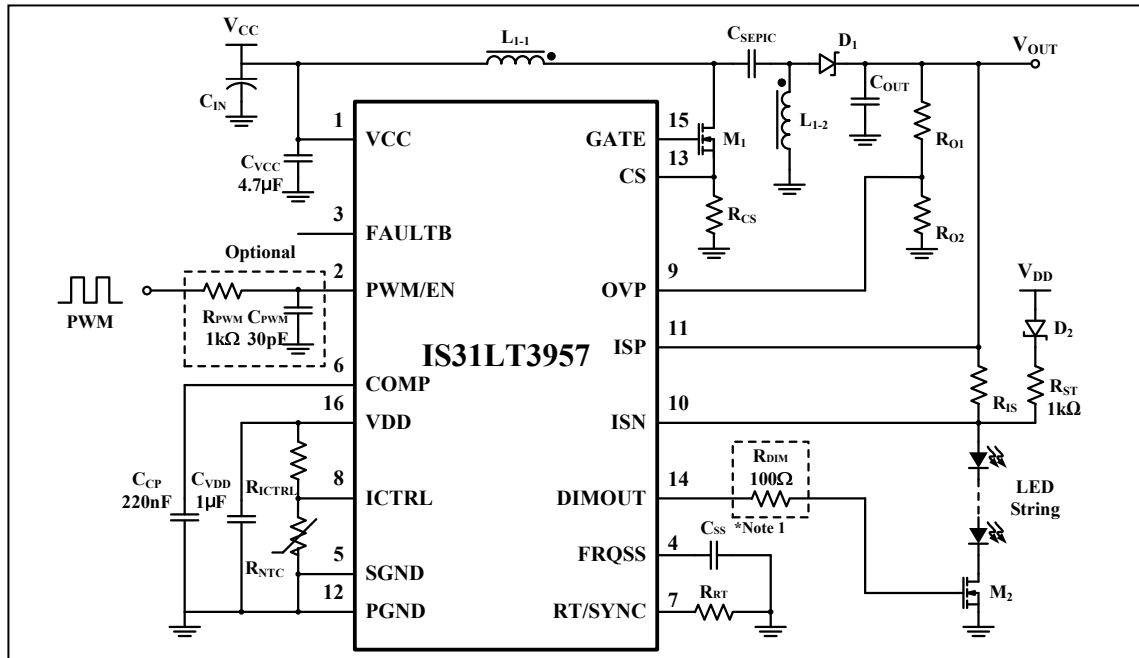 VCC
L1-1
CSEPIC
D1
VOUT
CIN
COUT
1
VCC
GATE
15
M1
L1-2
RO1
CVCC
4.7μF
CS
13
RCS
RO2
3
FAULTB
Optional
PWM
RPWM
1kΩ
CPWM
30pF
2
PWM/EN
OVP
9
VDD
D2
ISP
11
IS31LT3957
RIS
RST
1kΩ
6
COMP
ISN
10
16
VDD
RDIM
100Ω
*Note 1
LED
String
CCP
220nF
CVDD
1μF
RICTRL
8
ICTRL
DIMOUT
14
RNTC
5
SGND
FRQSS
4
CSS
M2
12
PGND
RT/SYNC
7
RRT